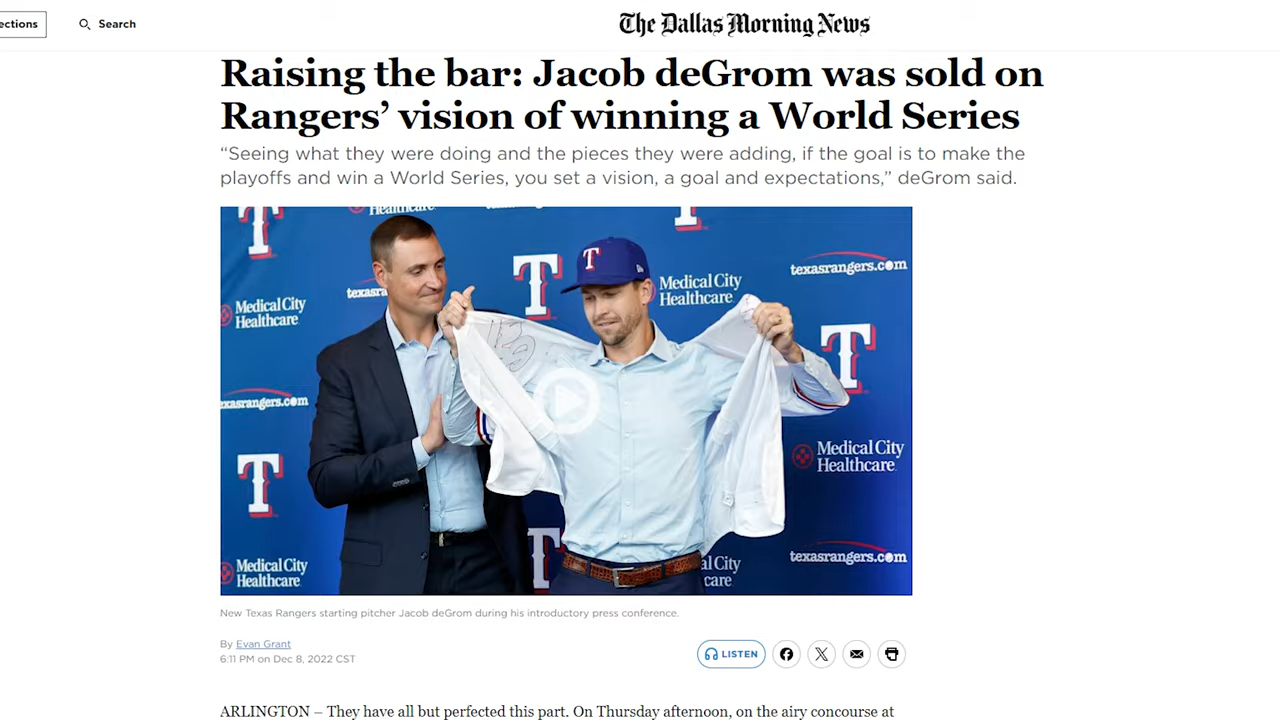 ections
Search
The Dallas Morning News
Raising the bar: Jacob deGrom was sold on
Rangers’ vision of winning a World Series
“Seeing what they were doing and the pieces they were adding, if the goal is to make the
playoffs and win a World Series, you set a vision, a goal and expectations,” deGrom said.
Healthcare
T
T
texasrangers.com
T
T
Medical City
Healthcare
texasra
Medical City
Healthcare
T
xasrangers.com
Medical City
Healthcare
T
T
texasrangers.com
al City
care
Medical City
Healthcare
New Texas Rangers starting pitcher Jacob deGrom during his introductory press conference.
By Evan Grant
6:11 PM on Dec 8, 2022 CST
LISTEN
ARLINGTON – They have all but perfected this part. On Thursday afternoon, on the airy concourse at